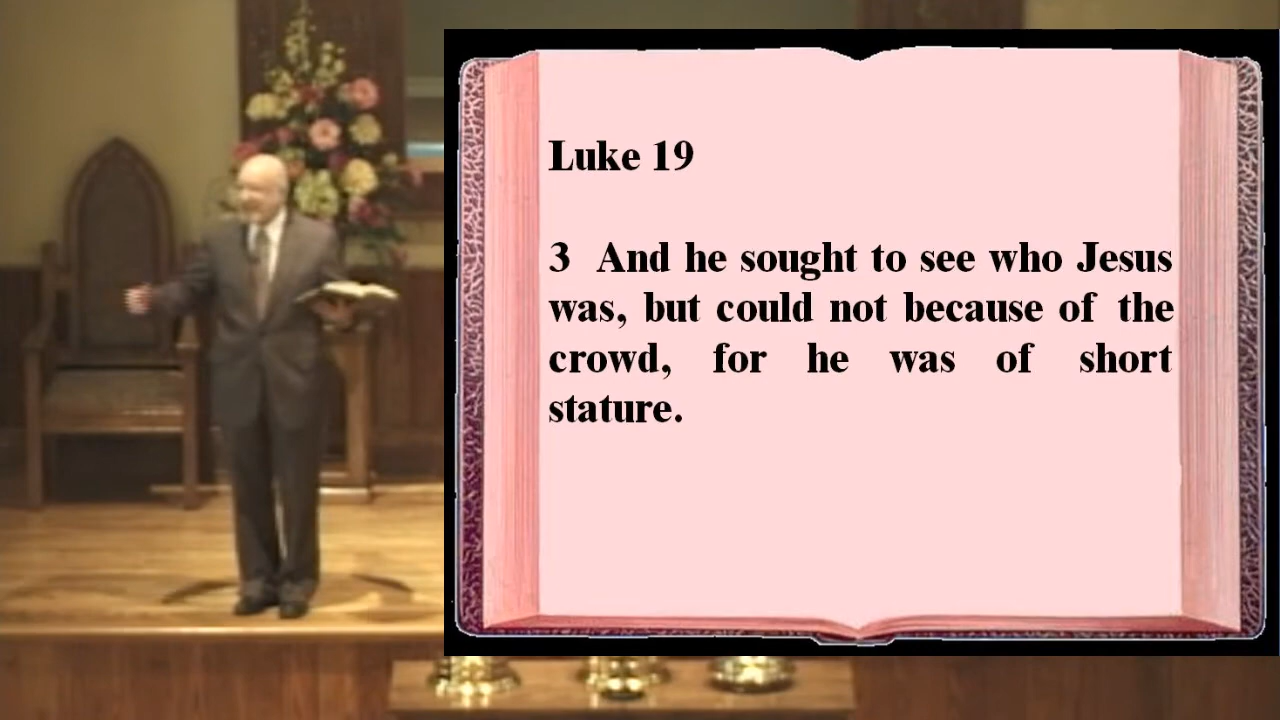 Luke 19
3 And he sought to see who Jesus
was, but could not because of the
crowd, for he was of short
stature.